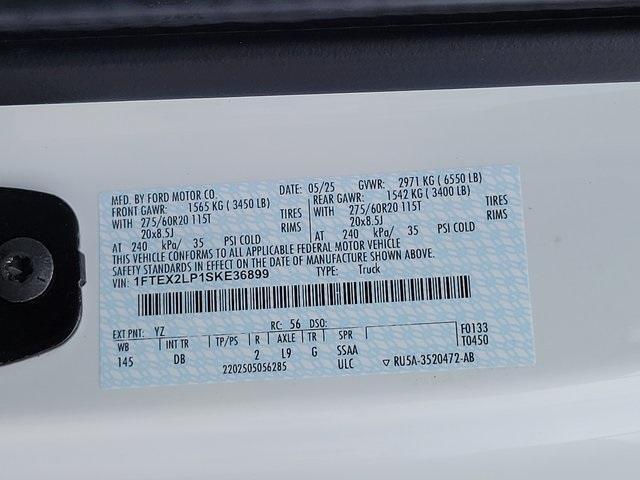 MFD. BY FORD MOTOR CO.
DATE: 05/25 GVWR: 2971 KG ( 6550 LB)
FRONT GAWR: 1565 KG ( 3450 LB) REAR GAWR: 1542 KG ( 3400 LB)
WITH 275/60R20 115T TIRES WITH 275/60R20 115T TIRES
20x8.5J RIMS 20x8.5J RIMS
AT 240 kPa/ 35 PSI COLD AT 240 kPa/ 35 PSI COLD
THIS VEHICLE CONFORMS TO ALL APPLICABLE FEDERAL MOTOR VEHICLE
SAFETY STANDARDS IN EFFECT ON THE DATE OF MANUFACTURE SHOWN ABOVE.
VIN: 1FTEX2LP1SKE36899 TYPE: Truck
EXT PNT: YZ RC: 56 DSO:
WB INT TR TP/PS R AXLE TR SPR F0133
145 DB 2 L9 G SSAA T0450
2202505056285 ULC ▽ RU5A-3520472-AB